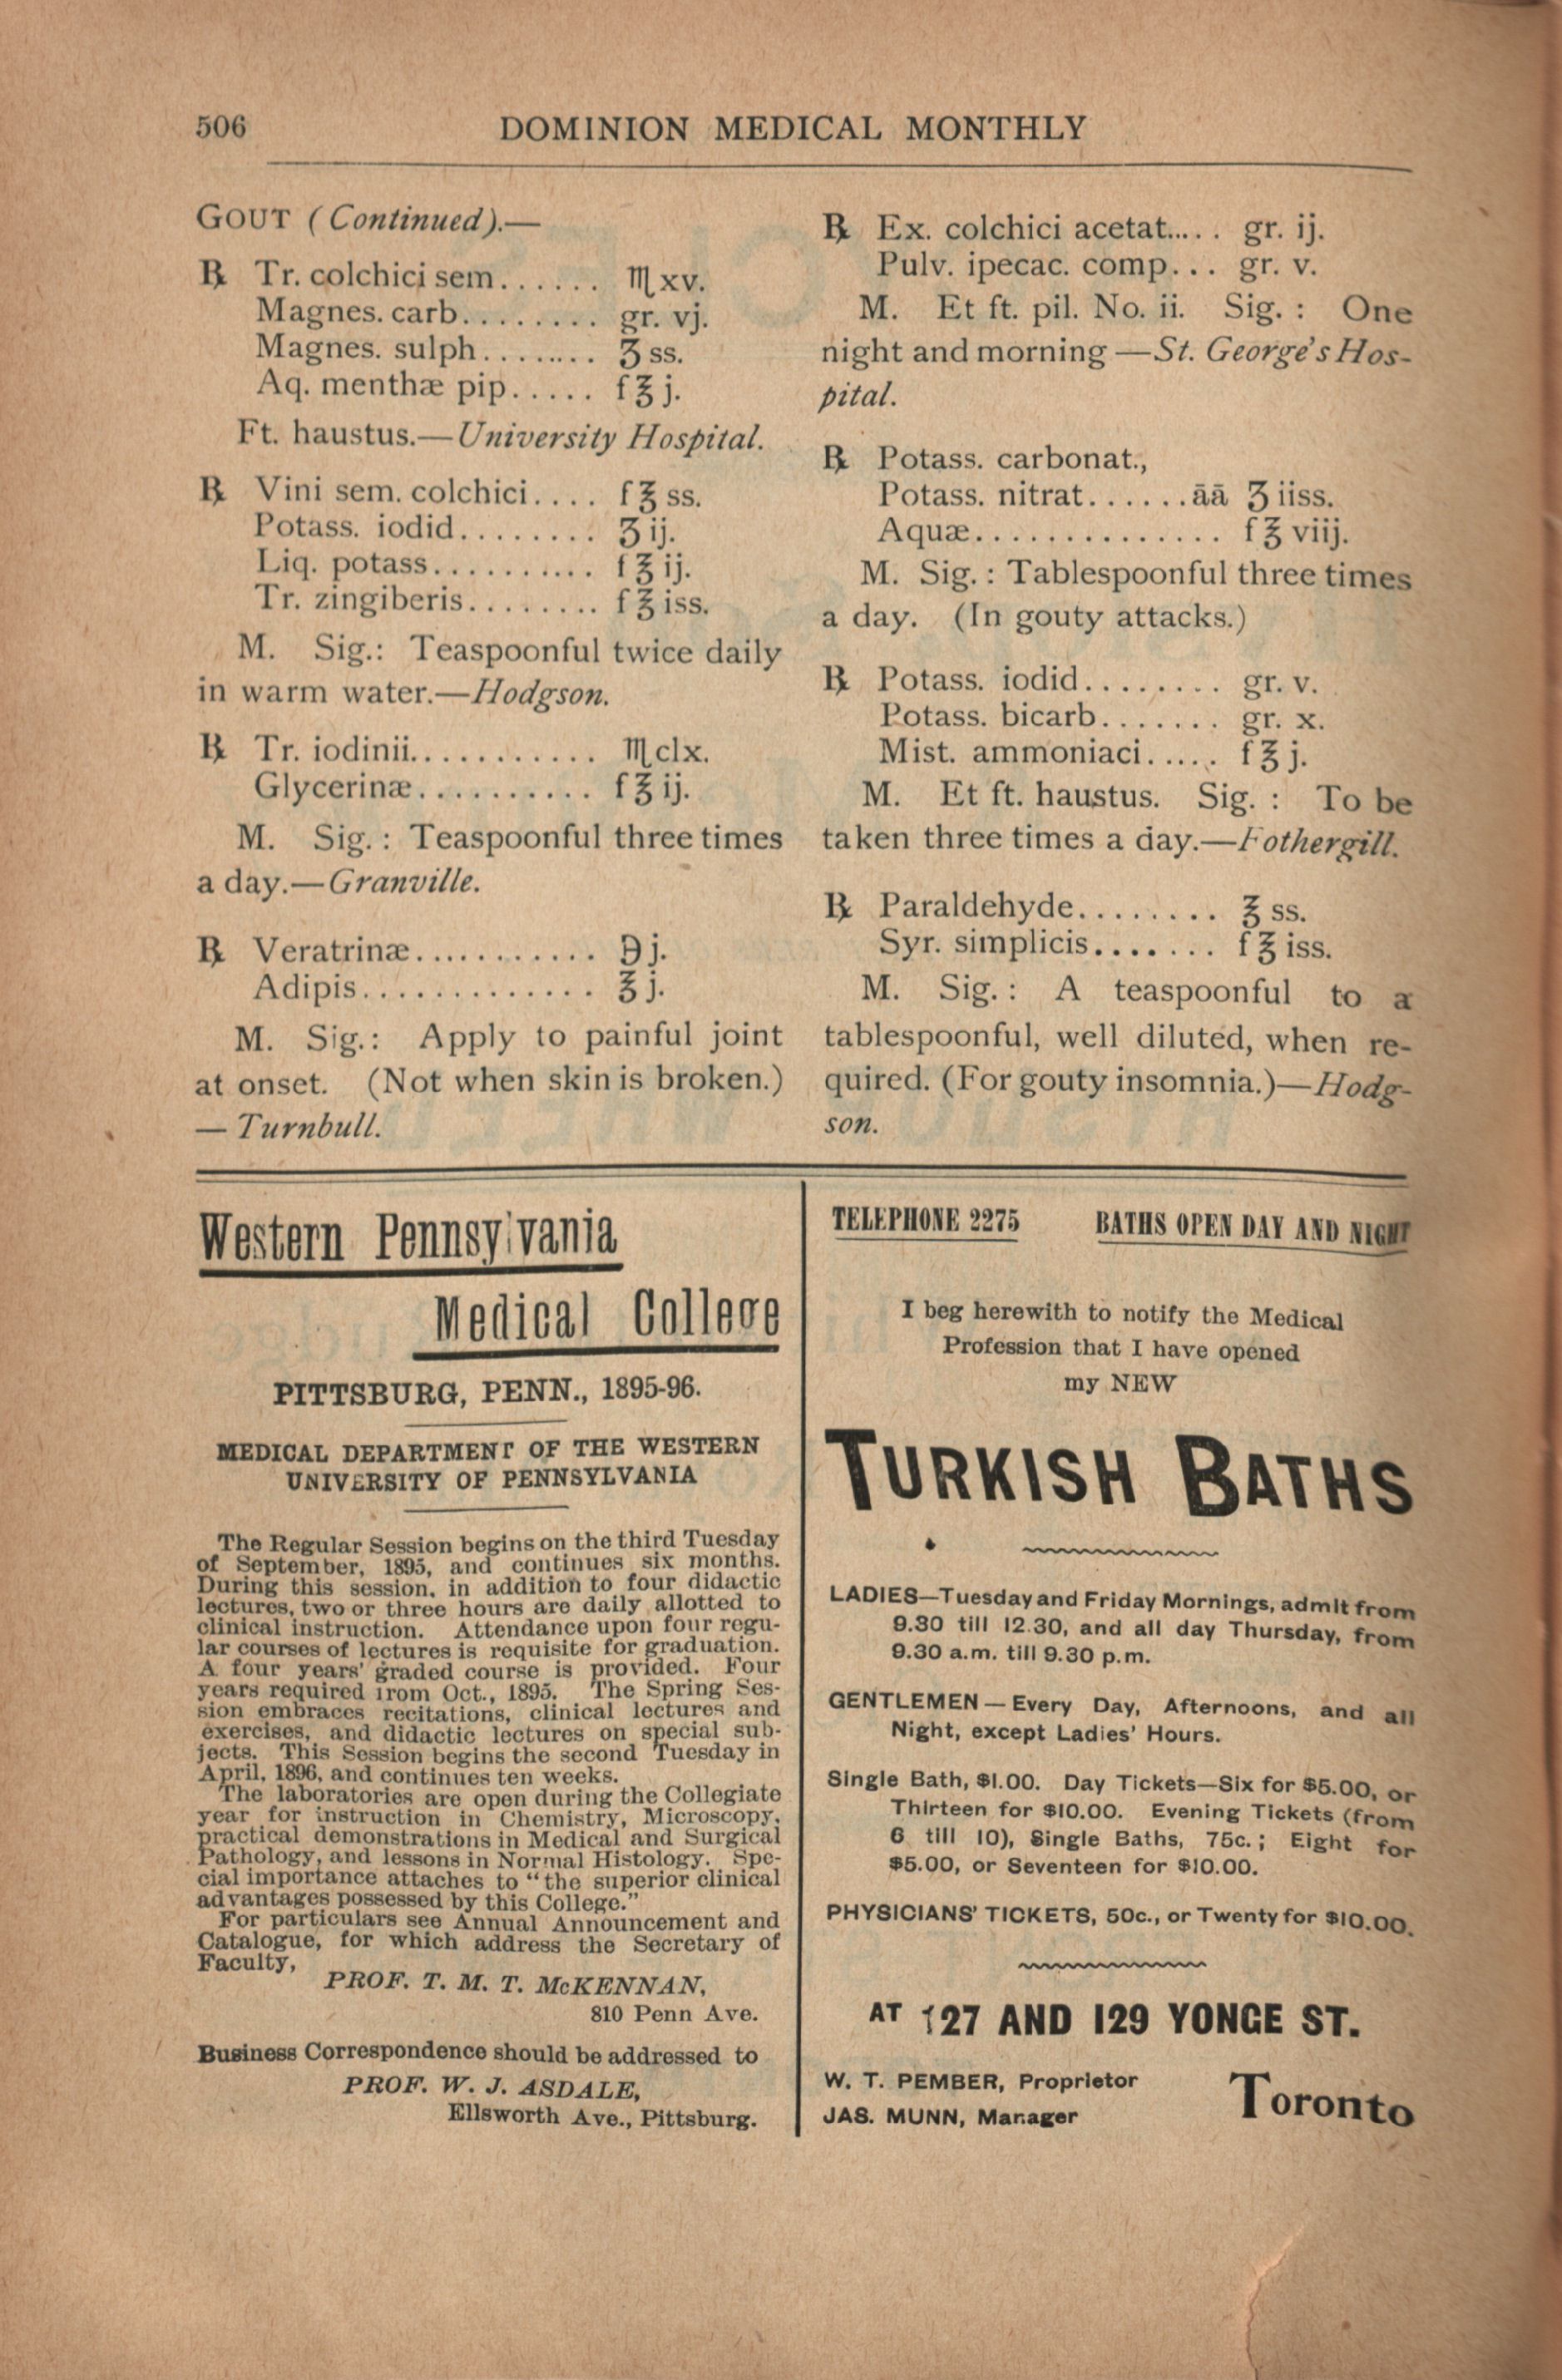 506 DOMINION MEDICAL MONTHLY
GOUT (Continued).—
℞ Tr. colchici sem...... ♏xv.
Magnes. carb........ gr. vj.
Magnes. sulph........ ʒ ss.
Aq. menthæ pip..... f ℥ j.
Ft. haustus.—University Hospital.
℞ Vini sem. colchici.... f ℥ ss.
Potass. iodid........ ʒ ij.
Liq. potass.......... f ℥ ij.
Tr. zingiberis........ f ℥ iss.
M. Sig.: Teaspoonful twice daily
in warm water.—Hodgson.
℞ Tr. iodinii........... ♏clx.
Glycerinæ.......... f ℥ ij.
M. Sig.: Teaspoonful three times
a day.—Granville.
℞ Veratrinæ........... ℈ j.
Adipis............. ℥ j.
M. Sig.: Apply to painful joint
at onset. (Not when skin is broken.)
—Turnbull.
℞ Ex. colchici acetat..... gr. ij.
Pulv. ipecac. comp... gr. v.
M. Et ft. pil. No. ii. Sig.: One
night and morning —St. George's Hos-
pital.
℞ Potass. carbonat.,
Potass. nitrat......āā ʒ iiss.
Aquæ.............. f ℥ viij.
M. Sig.: Tablespoonful three times
a day. (In gouty attacks.)
℞ Potass. iodid........ gr. v.
Potass. bicarb....... gr. x.
Mist. ammoniaci..... f ℥ j.
M. Et ft. haustus. Sig.: To be
taken three times a day.—Fothergill.
℞ Paraldehyde........ ℥ ss.
Syr. simplicis....... f ℥ iss.
M. Sig.: A teaspoonful to a
tablespoonful, well diluted, when re-
quired. (For gouty insomnia.)—Hodg-
son.
Western Pennsylvania
Medical College
PITTSBURG, PENN., 1895-96.
MEDICAL DEPARTMENT OF THE WESTERN
UNIVERSITY OF PENNSYLVANIA
The Regular Session begins on the third Tuesday
of September, 1895, and continues six months.
During this session, in addition to four didactic
lectures, two or three hours are daily allotted to
clinical instruction. Attendance upon four regu-
lar courses of lectures is requisite for graduation.
A four years' graded course is provided. Four
years required from Oct., 1895. The Spring Ses-
sion embraces recitations, clinical lectures and
exercises, and didactic lectures on special sub-
jects. This Session begins the second Tuesday in
April, 1896, and continues ten weeks.
The laboratories are open during the Collegiate
year for instruction in Chemistry, Microscopy,
practical demonstrations in Medical and Surgical
Pathology, and lessons in Normal Histology. Spe-
cial importance attaches to "the superior clinical
advantages possessed by this College."
For particulars see Annual Announcement and
Catalogue, for which address the Secretary of
Faculty,
PROF. T. M. T. McKENNAN,
810 Penn Ave.
Business Correspondence should be addressed to
PROF. W. J. ASDALE,
Ellsworth Ave., Pittsburg.
TELEPHONE 2275 BATHS OPEN DAY AND NIGHT
I beg herewith to notify the Medical
Profession that I have opened
my NEW
TURKISH BATHS
LADIES—Tuesday and Friday Mornings, admit from
9.30 till 12.30, and all day Thursday, from
9.30 a.m. till 9.30 p.m.
GENTLEMEN—Every Day, Afternoons, and all
Night, except Ladies' Hours.
Single Bath, $1.00. Day Tickets—Six for $5.00, or
Thirteen for $10.00. Evening Tickets (from
6 till 10), Single Baths, 75c.; Eight for
$5.00, or Seventeen for $10.00.
PHYSICIANS' TICKETS, 50c., or Twenty for $10.00.
AT 127 AND 129 YONGE ST.
W. T. PEMBER, Proprietor
JAS. MUNN, Manager
Toronto